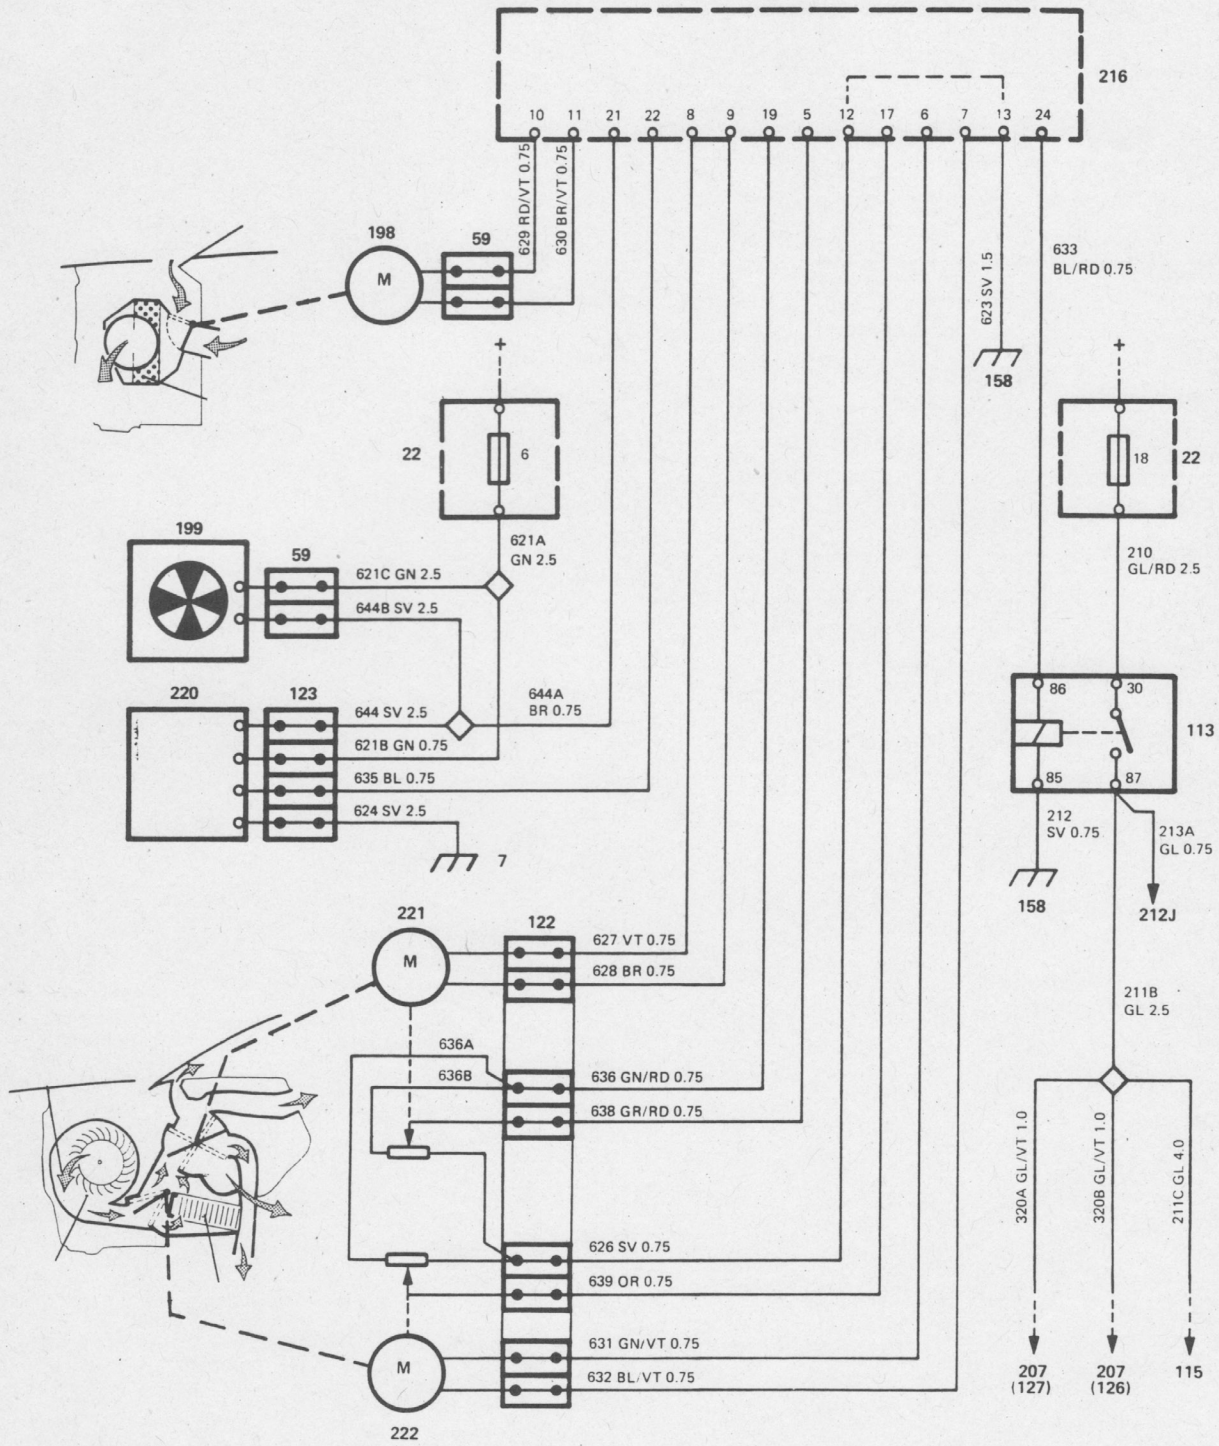 216
10 11 21 22 8 9 19 5 12 17 6 7 13 24
629 RD/VT 0.75
630 BR/VT 0.75
623 SV 1.5
633
BL/RD 0.75
198
59
M
158
+
22
6
+
18
22
621A
GN 2.5
210
GL/RD 2.5
199
59
621C GN 2.5
644B SV 2.5
220
123
644A
BR 0.75
644 SV 2.5
621B GN 0.75
635 BL 0.75
624 SV 2.5
7
86
30
113
85
87
212
SV 0.75
213A
GL 0.75
158
212J
221
122
M
627 VT 0.75
628 BR 0.75
211B
GL 2.5
636A
636B
636 GN/RD 0.75
638 GR/RD 0.75
320A GL/VT 1.0
320B GL/VT 1.0
211C GL 4.0
626 SV 0.75
639 OR 0.75
631 GN/VT 0.75
632 BL/VT 0.75
M
222
207
(127)
207
(126)
115